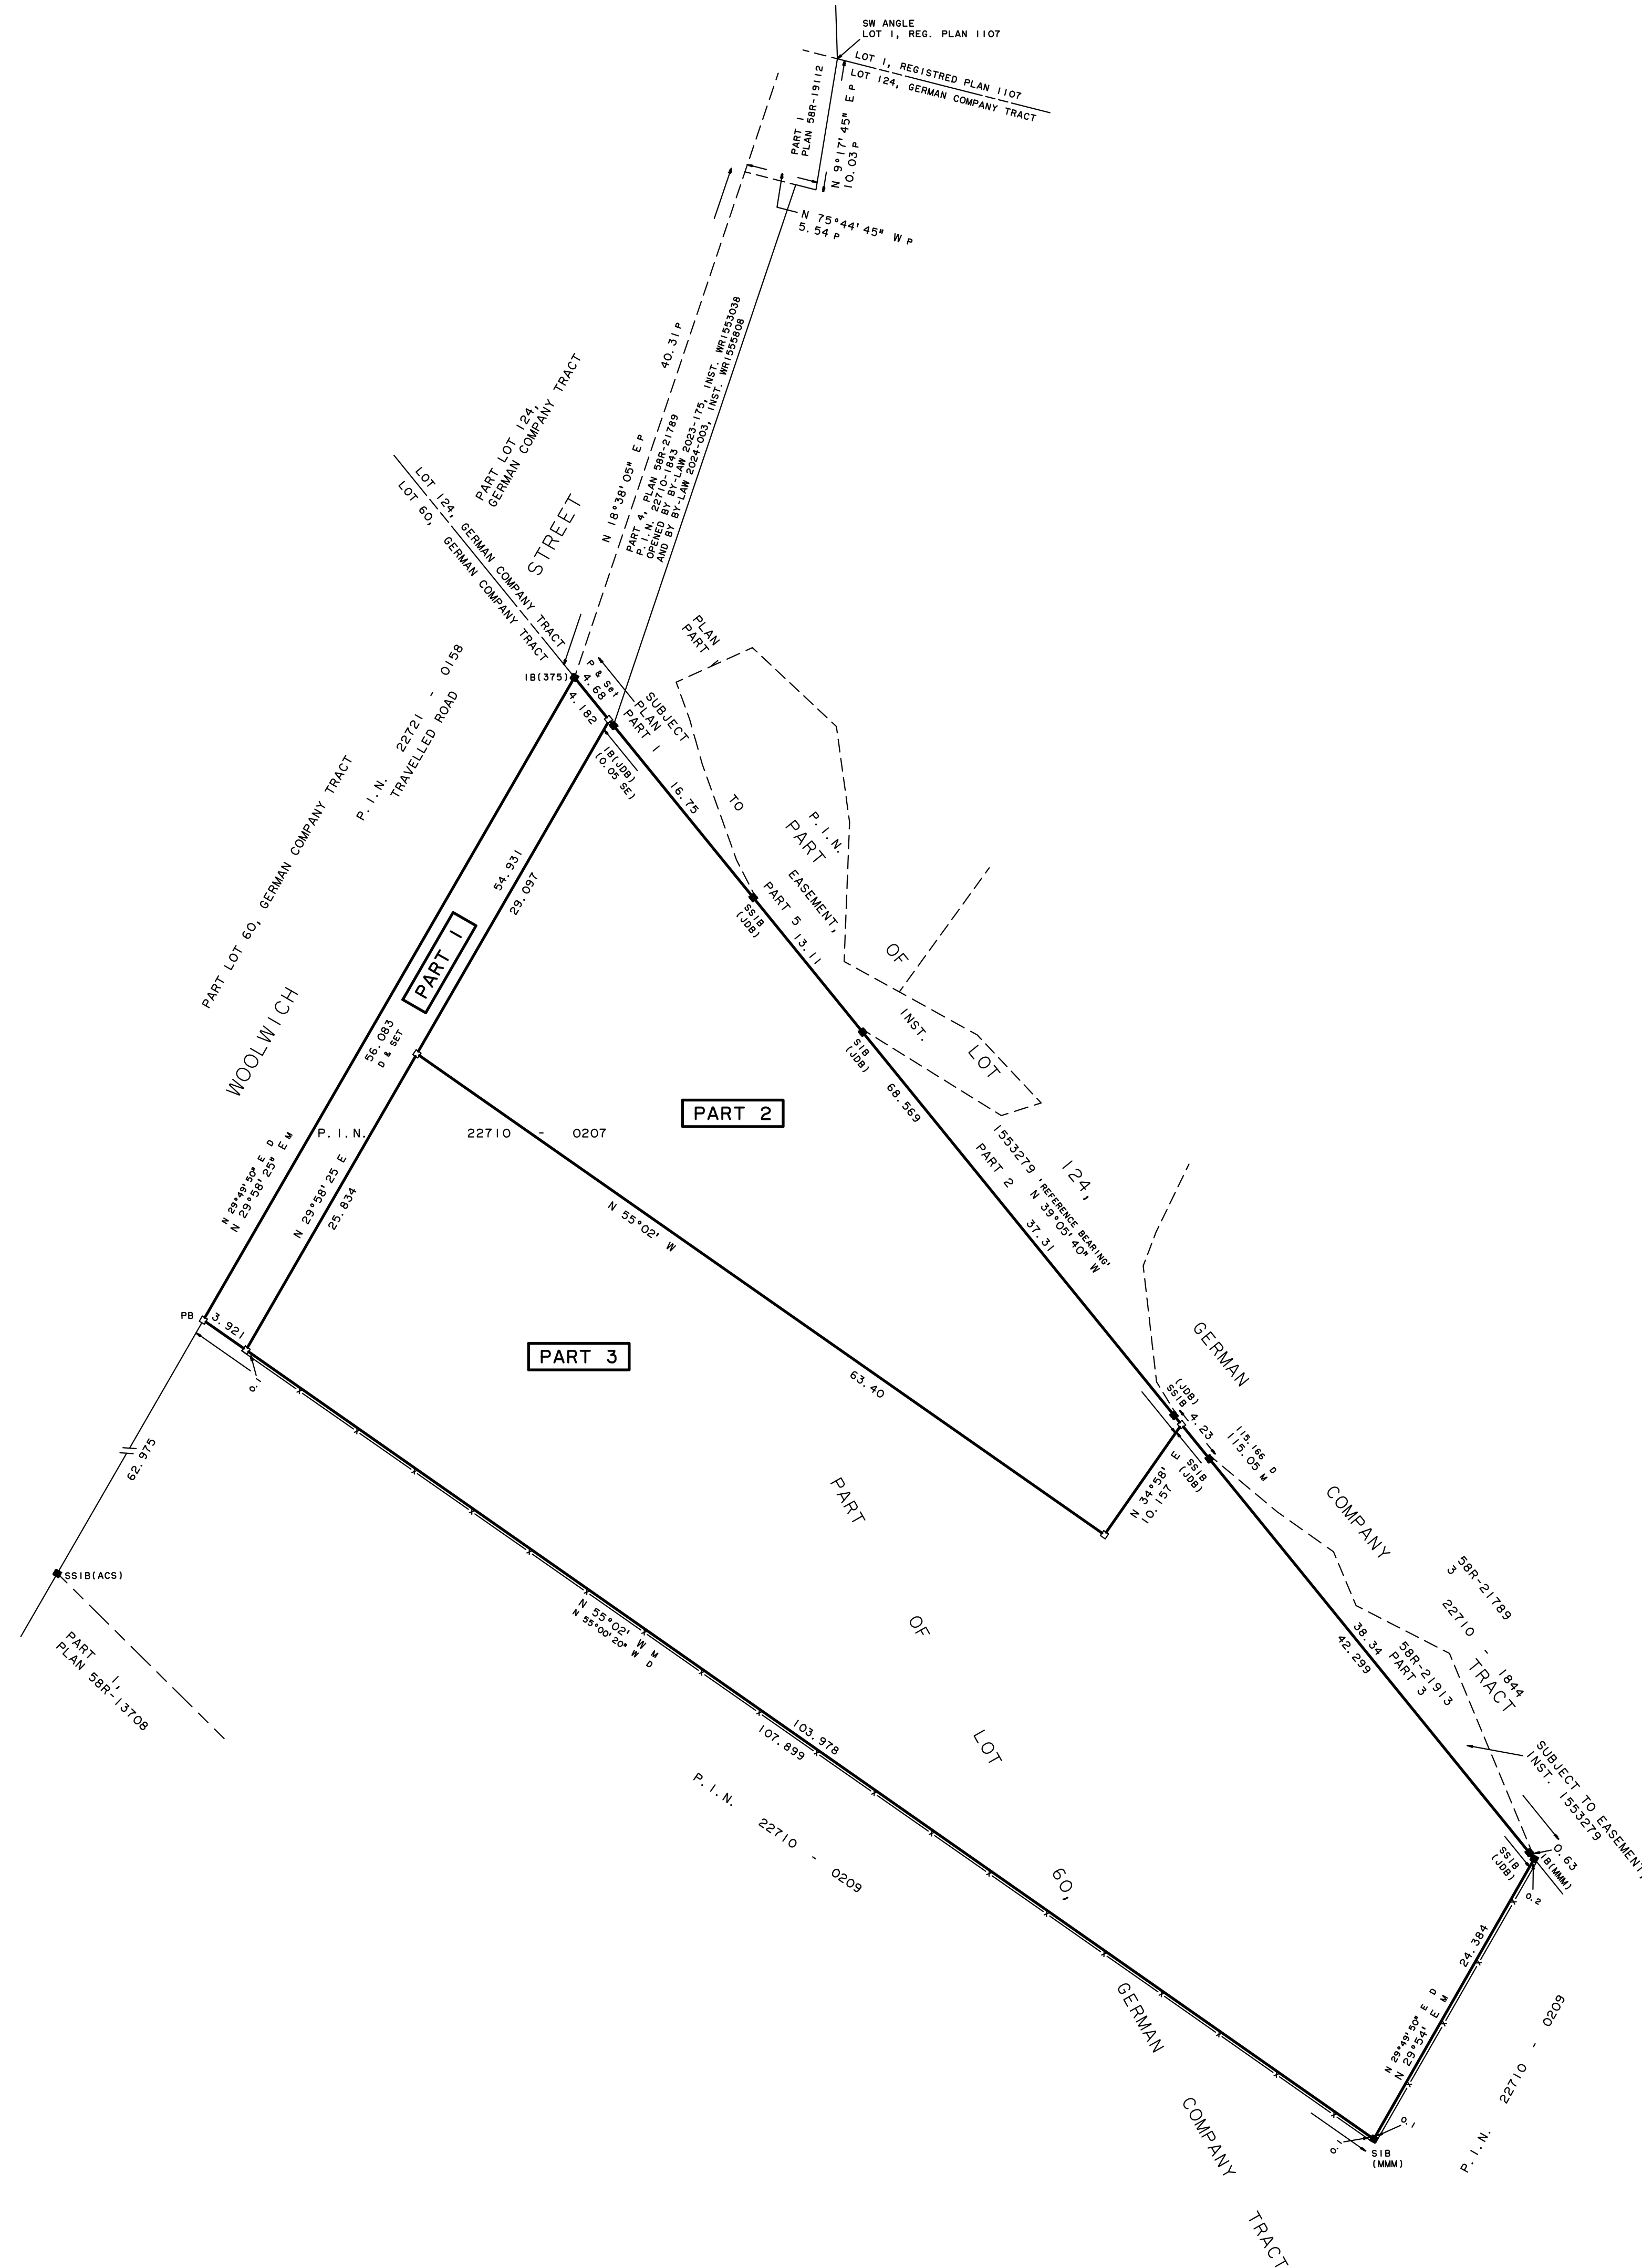 SW ANGLE
LOT 1, REG. PLAN 1107
LOT 1, REGISTRED PLAN 1107
LOT 124, GERMAN COMPANY TRACT
PART 1
PLAN 58R-19112
N 9°17'45" E P
10.03 P
N 75°44'45" W P
5.54 P
40.31 P
N 18°38'05" E P
PART 4, PLAN 58R-21789
P.I.N. 22710-1843
OPENED BY BY-LAW 2023-175, INST. WR1553038
AND BY BY-LAW 2024-003, INST. WR1555808
PART LOT 124,
GERMAN COMPANY TRACT
LOT 124, GERMAN COMPANY TRACT
LOT 60, GERMAN COMPANY TRACT
STREET
WOOLWICH
P.I.N. 22721 - 0158
TRAVELLED ROAD
PART LOT 60, GERMAN COMPANY TRACT
IB(375)
P & Set
4.68
4.182
SUBJECT
PLAN
PART 1
PLAN
PART
IB(JDB)
(0.05 SE)
16.75
TO
P.I.N.
PART
EASEMENT,
PART 5
SSIB
(JDB)
13.11
OF
INST.
LOT
SIB
(JDB)
68.569
1553279
PART 2
'REFERENCE BEARING'
N 39°05'40" W
37.31
124,
54.931
29.097
PART 1
56.083
D & SET
PART 2
P.I.N. 22710 - 0207
N 29°49'50" E D
N 29°58'25" E M
N 29°58'25 E
25.834
N 55°02' W
63.40
PB
3.921
0.1
PART 3
GERMAN
(JDB)
SSIB
4.23
115.166 D
115.05 M
SSIB
(JDB)
N 34°58' E
10.157
62.975
SSIB(ACS)
PART 1,
PLAN 58R-13708
PART
OF
LOT
60,
GERMAN
COMPANY
TRACT
COMPANY
TRACT
58R-21789
3
22710 - 1844
38.34
42.299
58R-21913
PART 3
N 55°02' W M
N 55°00'20" W D
103.978
107.899
P.I.N. 22710 - 0209
SUBJECT TO EASEMENT,
INST. 1553279
0.63
IB(MMM)
SSIB
(JDB)
0.2
24.384
N 29°49'50" E D
N 29°54' E M
P.I.N. 22710 - 0209
0.1
0.1
SIB
(MMM)